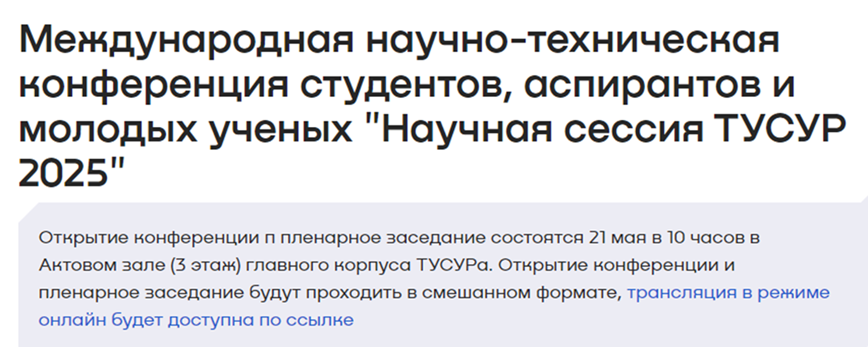 Международная научно-техническая
конференция студентов, аспирантов и
молодых ученых "Научная сессия ТУСУР
2025"
Открытие конференции п пленарное заседание состоятся 21 мая в 10 часов в
Актовом зале (3 этаж) главного корпуса ТУСУРа. Открытие конференции и
пленарное заседание будут проходить в смешанном формате, трансляция в режиме
онлайн будет доступна по ссылке